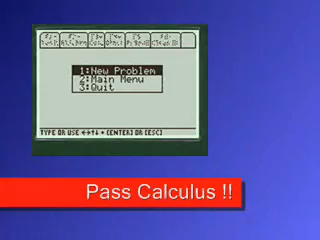 1:New Problem
2:Main Menu
3:Quit
TYPE OR USE ←→↑↓ + [ENTER] OR [ESC]
Pass Calculus !!